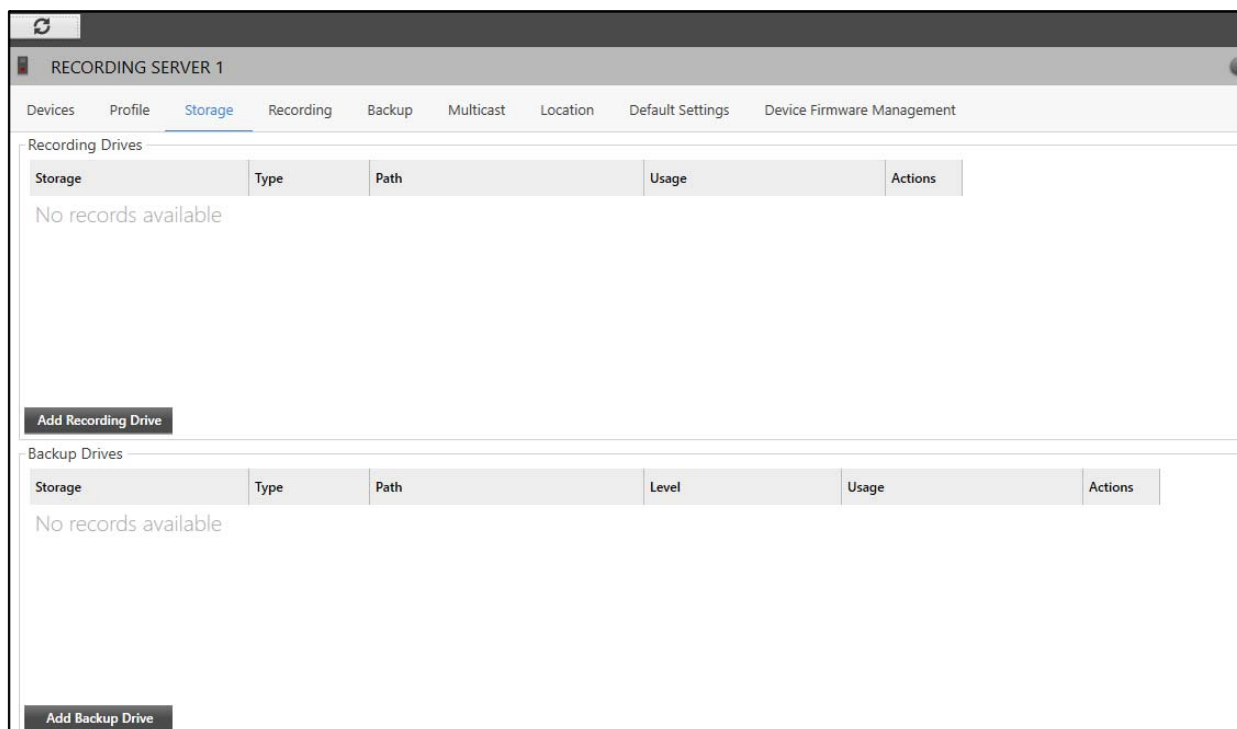 RECORDING SERVER 1
Devices Profile Storage Recording Backup Multicast Location Default Settings Device Firmware Management
Recording Drives
Storage Type Path Usage Actions
No records available
Add Recording Drive
Backup Drives
Storage Type Path Level Usage Actions
No records available
Add Backup Drive